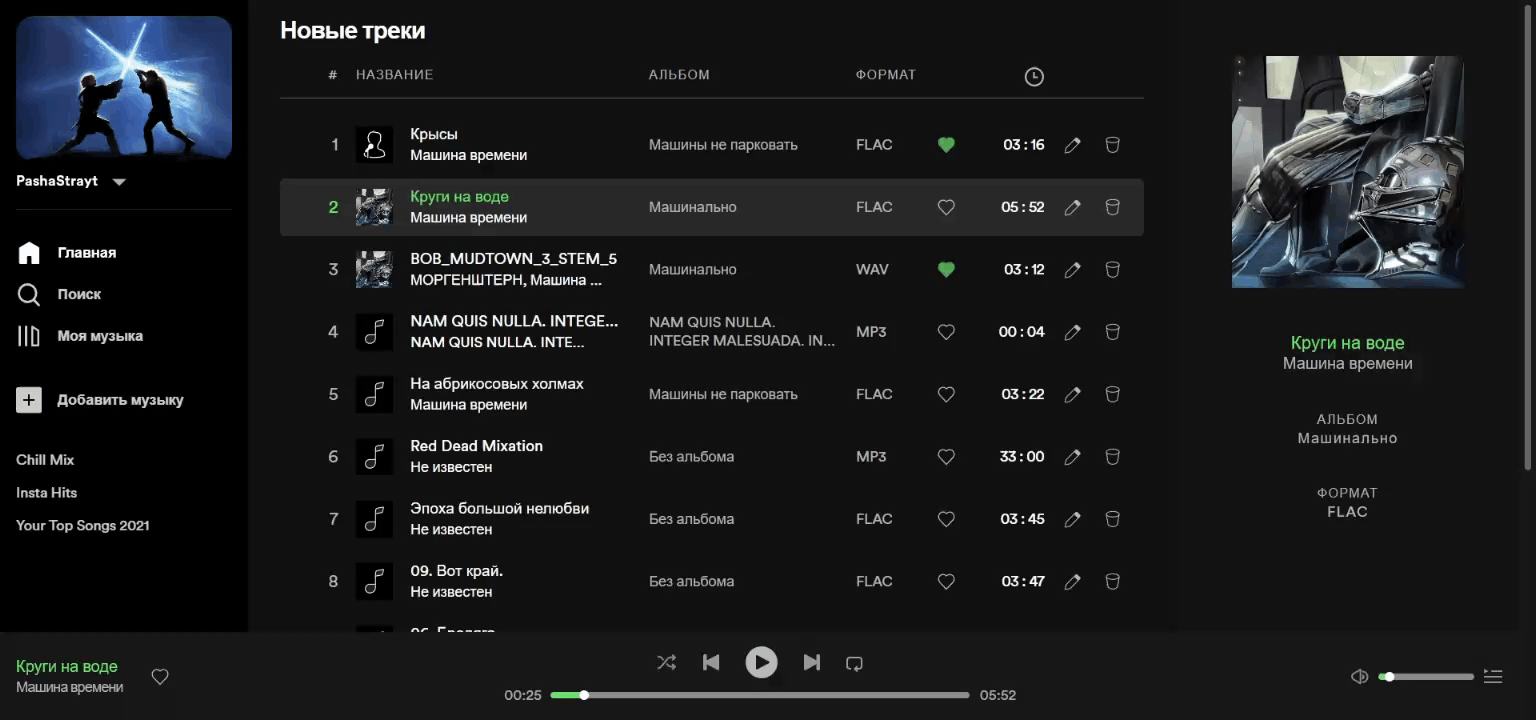 PashaStrayt
Главная
Поиск
Моя музыка
Добавить музыку
Chill Mix
Insta Hits
Your Top Songs 2021
Новые треки
# НАЗВАНИЕ АЛЬБОМ ФОРМАТ
1 Крысы Машины не парковать FLAC 03:16
Машина времени
2 Круги на воде Машинально FLAC 05:52
Машина времени
3 BOB_MUDTOWN_3_STEM_5 Машинально WAV 03:12
МОРГЕНШТЕРН, Машина ...
4 NAM QUIS NULLA. INTEGE... NAM QUIS NULLA. MP3 00:04
NAM QUIS NULLA. INTE... INTEGER MALESUADA. IN...
5 На абрикосовых холмах Машины не парковать FLAC 03:22
Машина времени
6 Red Dead Mixation Без альбома MP3 33:00
Не известен
7 Эпоха большой нелюбви Без альбома FLAC 03:45
Не известен
8 09. Вот край. Без альбома FLAC 03:47
Не известен
Круги на воде
Машина времени
АЛЬБОМ
Машинально
ФОРМАТ
FLAC
Круги на воде
Машина времени
00:25 05:52